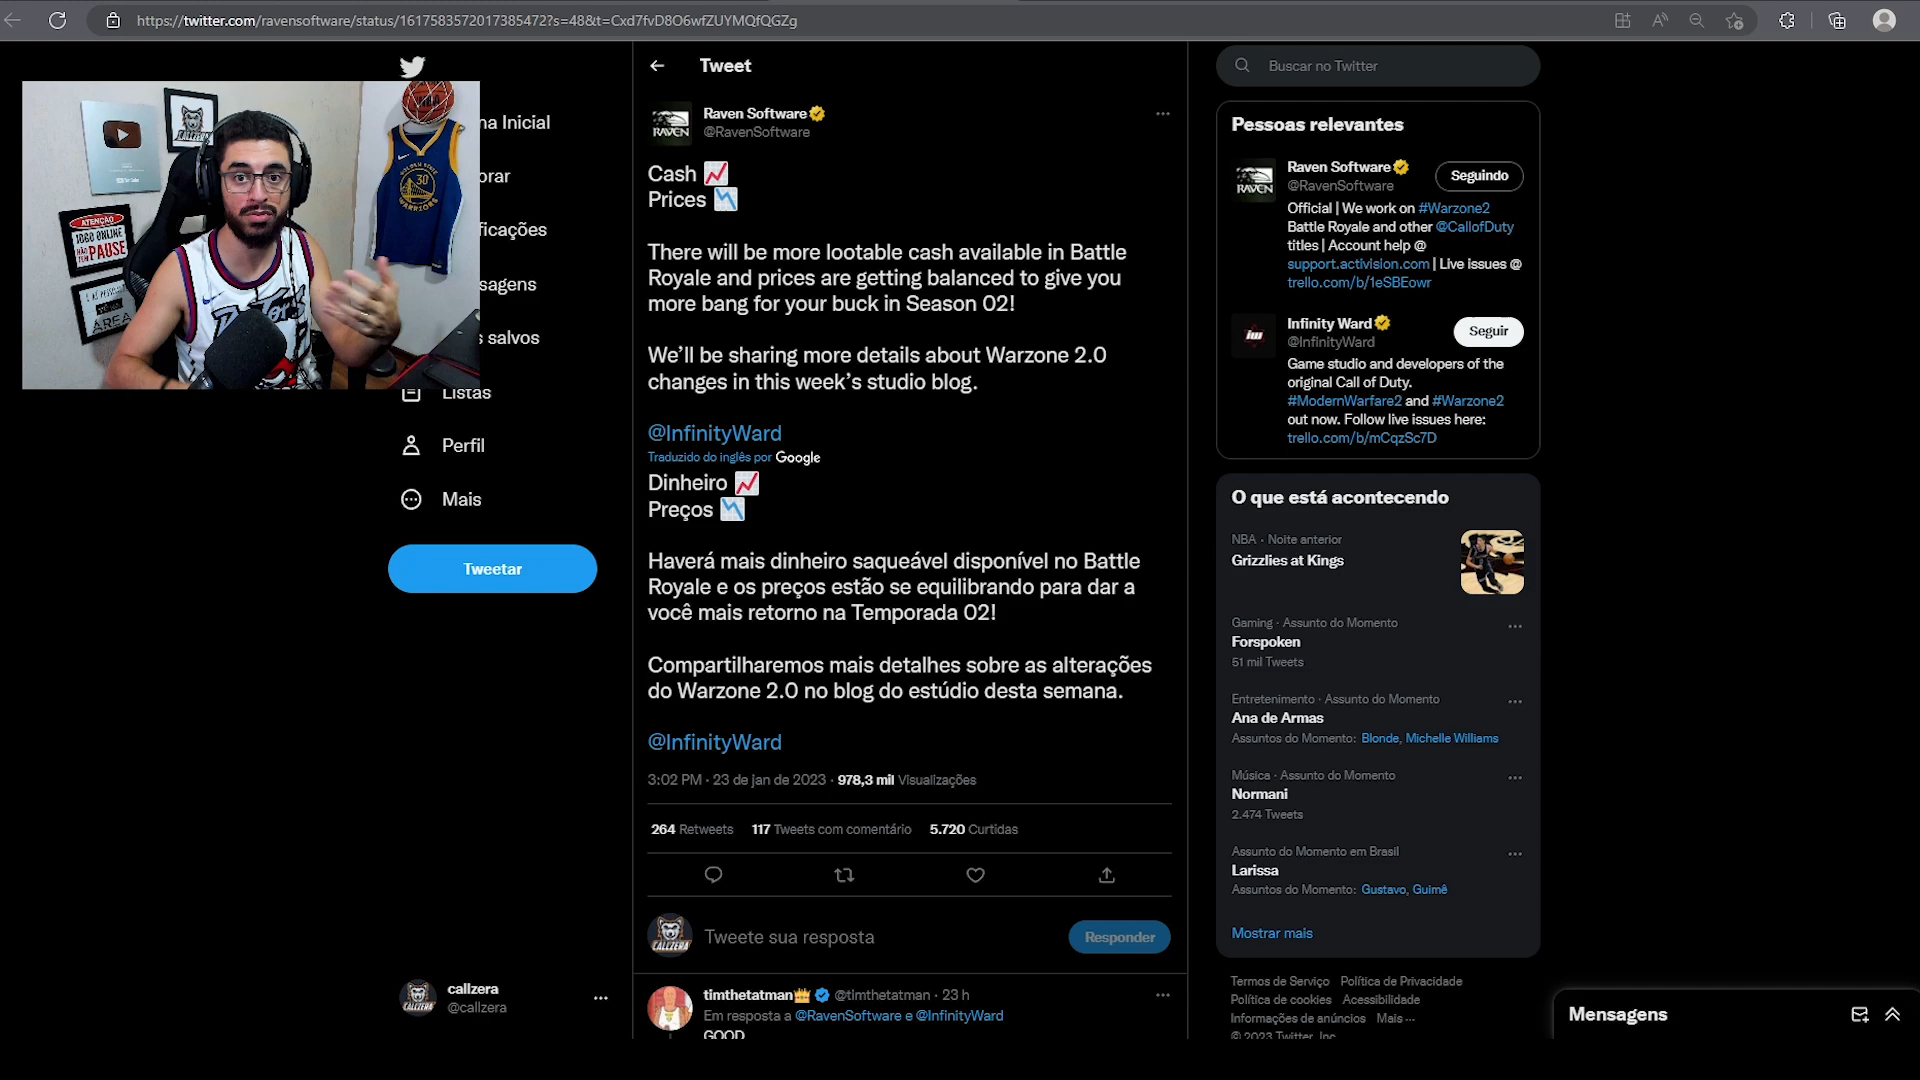 https://twitter.com/ravensoftware/status/1617583572017385472?s=48&t=Cxd7fvD8O6wfZUYMQfQGZg
na Inicial
orar
ficações
sagens
s salvos
Listas
Perfil
Mais
Tweetar
callzera
@callzera
ATENÇÃO
JOGO ONLINE
NÃO TEM PAUSE
ÁREA
CALLZERA
GOLDEN STATE
30
WARRIORS
Tweet
Raven Software
@RavenSoftware
RAVEN
Cash
Prices
There will be more lootable cash available in Battle
Royale and prices are getting balanced to give you
more bang for your buck in Season 02!
We'll be sharing more details about Warzone 2.0
changes in this week's studio blog.
@InfinityWard
Traduzido do inglês por Google
Dinheiro
Preços
Haverá mais dinheiro saqueável disponível no Battle
Royale e os preços estão se equilibrando para dar a
você mais retorno na Temporada 02!
Compartilharemos mais detalhes sobre as alterações
do Warzone 2.0 no blog do estúdio desta semana.
@InfinityWard
3:02 PM · 23 de jan de 2023 · 978,3 mil Visualizações
264 Retweets 117 Tweets com comentário 5.720 Curtidas
CALLZERA
Tweete sua resposta
Responder
timthetatman @timthetatman · 23 h
Em resposta a @RavenSoftware e @InfinityWard
GOOD
Buscar no Twitter
Pessoas relevantes
RAVEN
Raven Software
@RavenSoftware
Seguindo
Official | We work on #Warzone2
Battle Royale and other @CallofDuty
titles | Account help @
support.activision.com | Live issues @
trello.com/b/1eSBEowr
iw
Infinity Ward
@InfinityWard
Seguir
Game studio and developers of the
original Call of Duty.
#ModernWarfare2 and #Warzone2
out now. Follow live issues here:
trello.com/b/mCqzSc7D
O que está acontecendo
NBA · Noite anterior
Grizzlies at Kings
Gaming · Assunto do Momento
Forspoken
51 mil Tweets
Entretenimento · Assunto do Momento
Ana de Armas
Assuntos do Momento: Blonde, Michelle Williams
Música · Assunto do Momento
Normani
2.474 Tweets
Assunto do Momento em Brasil
Larissa
Assuntos do Momento: Gustavo, Guimê
Mostrar mais
Termos de Serviço Política de Privacidade
Política de cookies Acessibilidade
Informações de anúncios Mais ···
© 2023 Twitter, Inc.
Mensagens